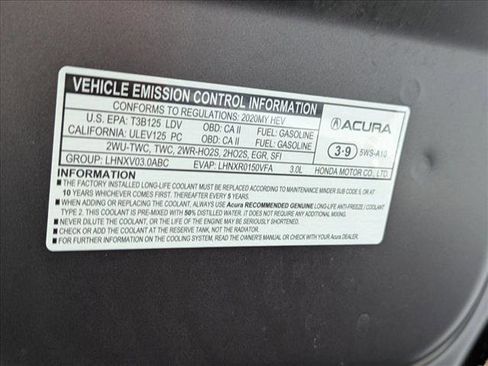 VEHICLE EMISSION CONTROL INFORMATION
CONFORMS TO REGULATIONS: 2020MY HEV
U.S. EPA: T3B125 LDV OBD: CA II FUEL: GASOLINE
CALIFORNIA: ULEV125 PC OBD: CA II FUEL: GASOLINE
2WU-TWC, TWC, 2WR-HO2S, 2HO2S, EGR, SFI
GROUP: LHNXV03.0ABC EVAP: LHNXR0150VFA 3.0L
ACURA
3-9 5WS-A10
HONDA MOTOR CO., LTD.
INFORMATION
FACTORY INSTALLED LONG-LIFE COOLANT MUST BE REPLACED ACCORDING TO MAINTENANCE MINDER SUB CODE 5, OR AT
10 YEARS WHICHEVER COMES FIRST. THEREAFTER EVERY 5 YEARS.
WHEN ADDING OR REPLACING THE COOLANT, ALWAYS USE Acura RECOMMENDED GENUINE LONG-LIFE ANTI-FREEZE / COOLANT
TYPE 2. THIS COOLANT IS PRE-MIXED WITH 50% DISTILLED WATER. IT DOES NOT REQUIRE ANY ADDITIONAL MIXING.
NEVER USE ALCOHOL OR WATER, OR THE LIFE OF THE ENGINE MAY BE SERIOUSLY SHORTENED.
CHECK AND ADD THE COOLANT AT THE RESERVE TANK, NOT THE RADIATOR.
FOR FURTHER INFORMATION ON THE COOLING SYSTEM, READ THE OWNER'S MANUAL OR CHECK WITH YOUR Acura DEALER.